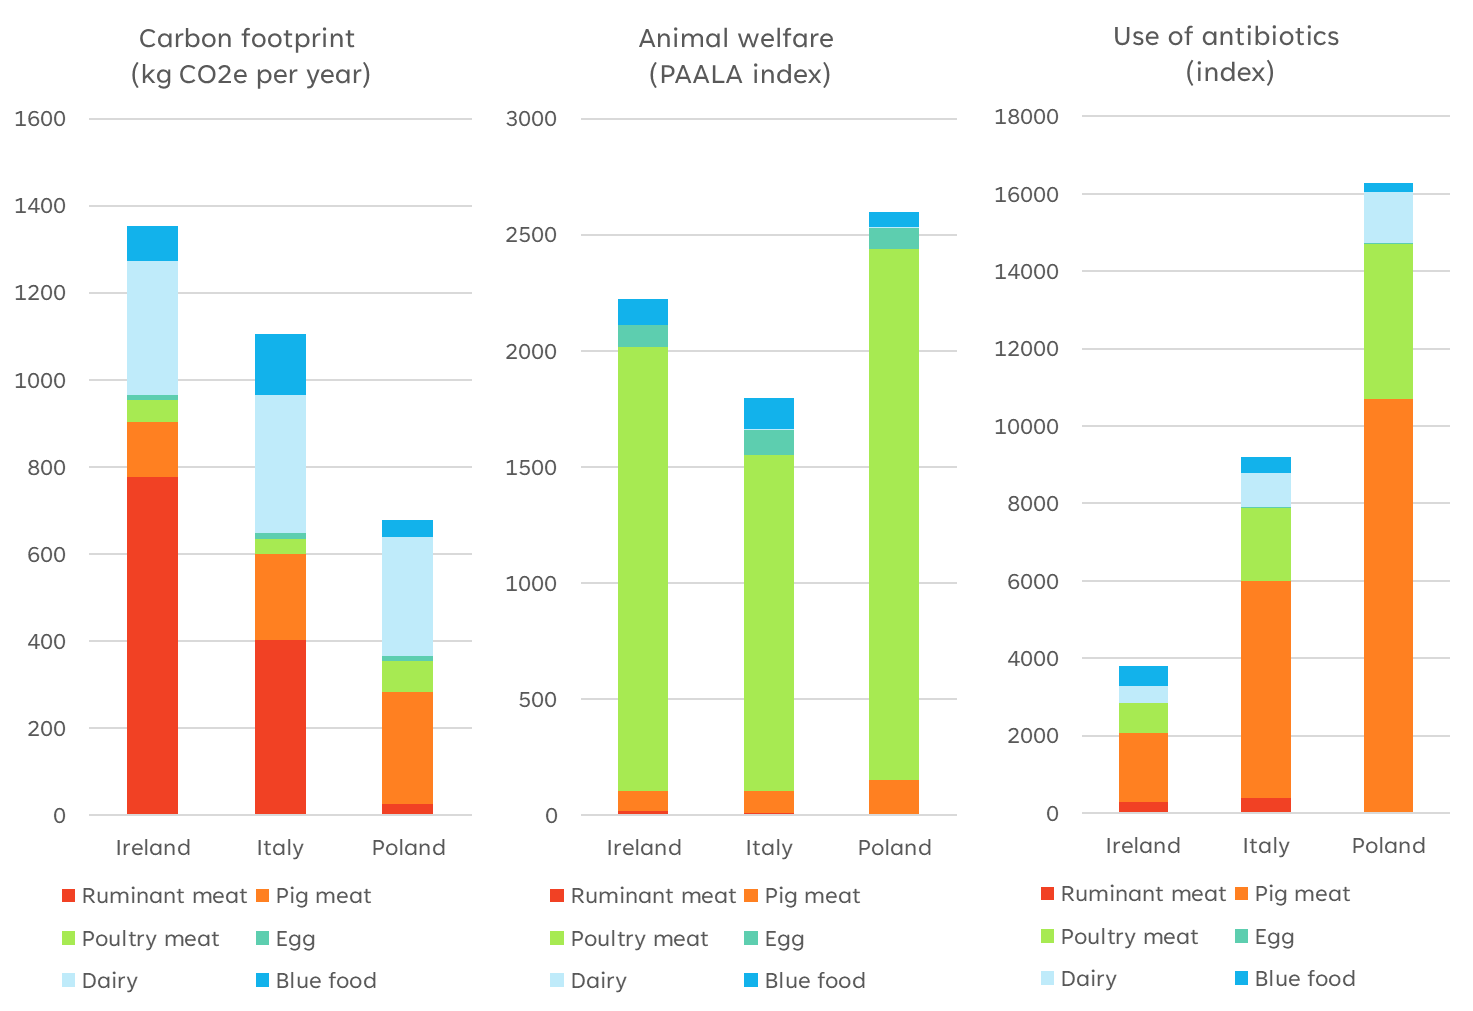 Carbon footprint
(kg CO2e per year)
1600
1400
1200
1000
800
600
400
200
0
Ireland Italy Poland
Ruminant meat Pig meat
Poultry meat Egg
Dairy Blue food
Animal welfare
(PAALA index)
3000
2500
2000
1500
1000
500
0
Ireland Italy Poland
Ruminant meat Pig meat
Poultry meat Egg
Dairy Blue food
Use of antibiotics
(index)
18000
16000
14000
12000
10000
8000
6000
4000
2000
0
Ireland Italy Poland
Ruminant meat Pig meat
Poultry meat Egg
Dairy Blue food